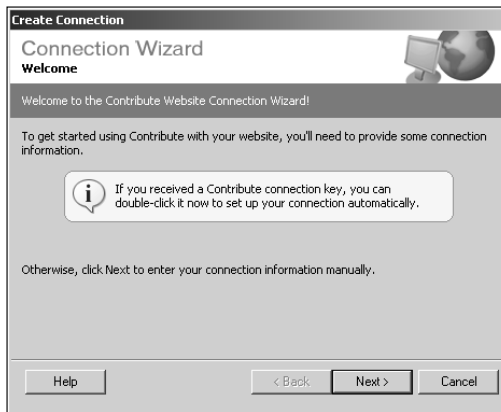 Create Connection
Connection Wizard
Welcome
Welcome to the Contribute Website Connection Wizard!
To get started using Contribute with your website, you'll need to provide some connection
information.
If you received a Contribute connection key, you can
double-click it now to set up your connection automatically.
Otherwise, click Next to enter your connection information manually.
Help
< Back
Next >
Cancel